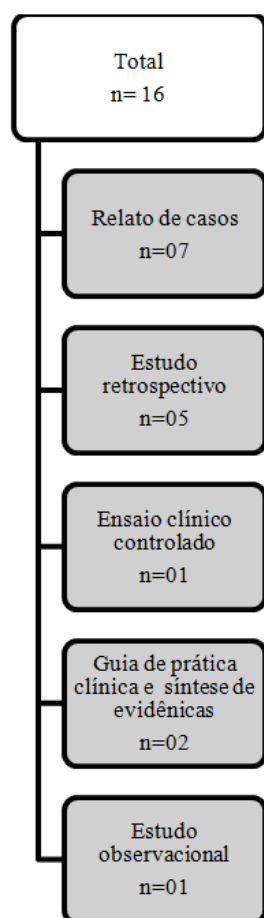 Total
n= 16
Relato de casos
n=07
Estudo
retrospectivo
n=05
Ensaio clínico
controlado
n=01
Guia de prática
clínica e síntese de
evidênicas
n=02
Estudo
observacional
n=01